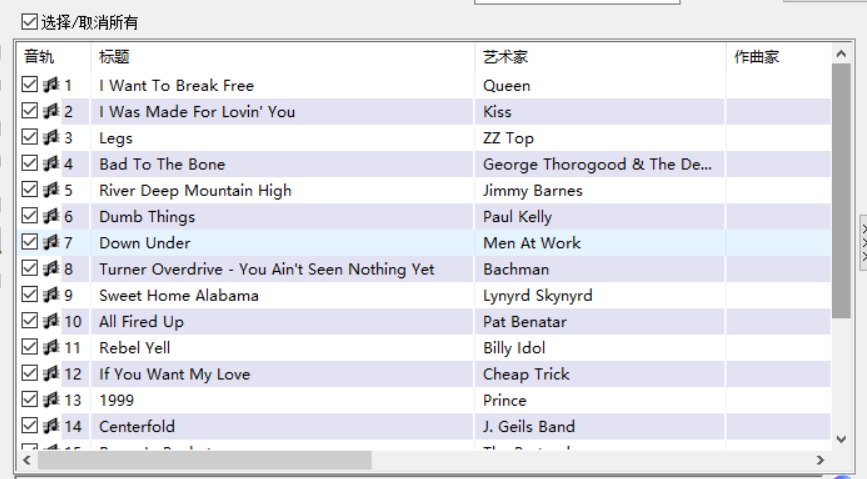 选择/取消所有
音轨 标题 艺术家 作曲家
1 I Want To Break Free Queen
2 I Was Made For Lovin' You Kiss
3 Legs ZZ Top
4 Bad To The Bone George Thorogood & The De...
5 River Deep Mountain High Jimmy Barnes
6 Dumb Things Paul Kelly
7 Down Under Men At Work
8 Turner Overdrive - You Ain't Seen Nothing Yet Bachman
9 Sweet Home Alabama Lynyrd Skynyrd
10 All Fired Up Pat Benatar
11 Rebel Yell Billy Idol
12 If You Want My Love Cheap Trick
13 1999 Prince
14 Centerfold J. Geils Band